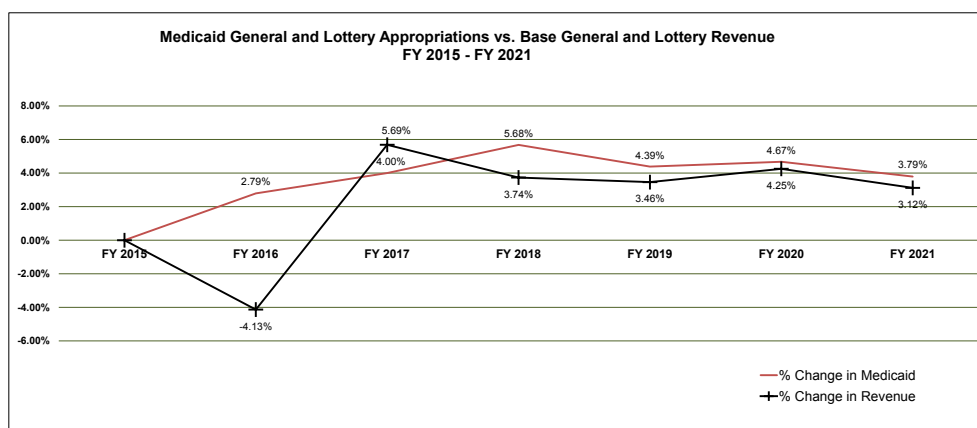 Medicaid General and Lottery Appropriations vs. Base General and Lottery Revenue
FY 2015 - FY 2021
8.00%
6.00%
4.00%
2.00%
0.00%
-2.00%
-4.00%
-6.00%
5.69%
5.68%
4.67%
4.39%
3.79%
4.00%
2.79%
4.25%
3.74%
3.46%
3.12%
FY 2015
FY 2016
FY 2017
FY 2018
FY 2019
FY 2020
FY 2021
-4.13%
% Change in Medicaid
% Change in Revenue